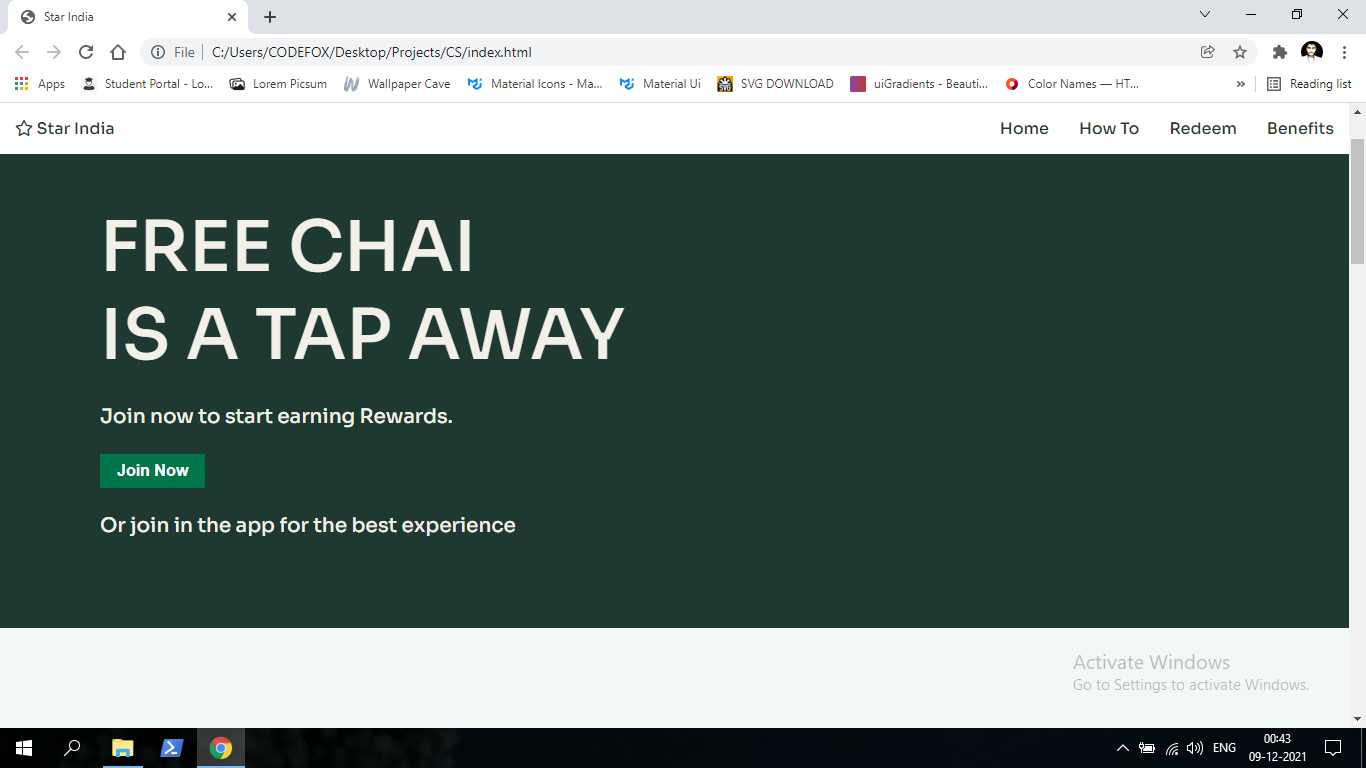 Star India
File
C:/Users/CODEFOX/Desktop/Projects/CS/index.html
Apps
Student Portal - Lo...
Lorem Picsum
Wallpaper Cave
Material Icons - Ma...
Material Ui
SVG
SVG DOWNLOAD
uiGradients - Beauti...
Color Names — HT...
»
Reading list
Star India
Home
How To
Redeem
Benefits
FREE CHAI
IS A TAP AWAY
Join now to start earning Rewards.
Join Now
Or join in the app for the best experience
Activate Windows
Go to Settings to activate Windows.
ENG
00:43
09-12-2021